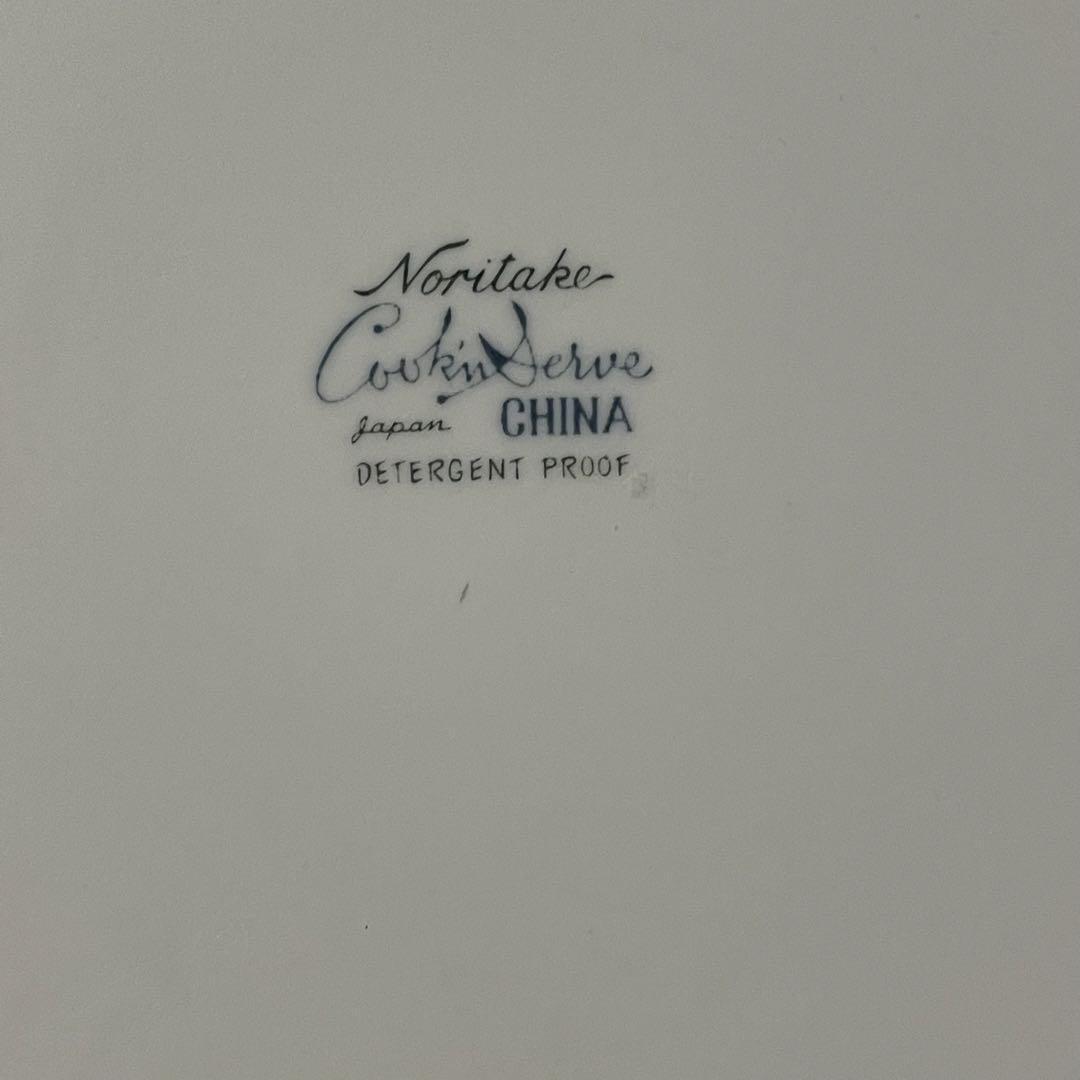 Noritake
Cook'n Serve
Japan CHINA
DETERGENT PROOF